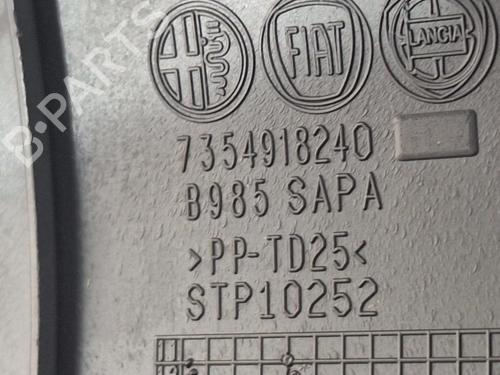 FIAT
LANCIA
7354918240
B985 SAPA
>PP-TD25<
STP10252
B-PARTS